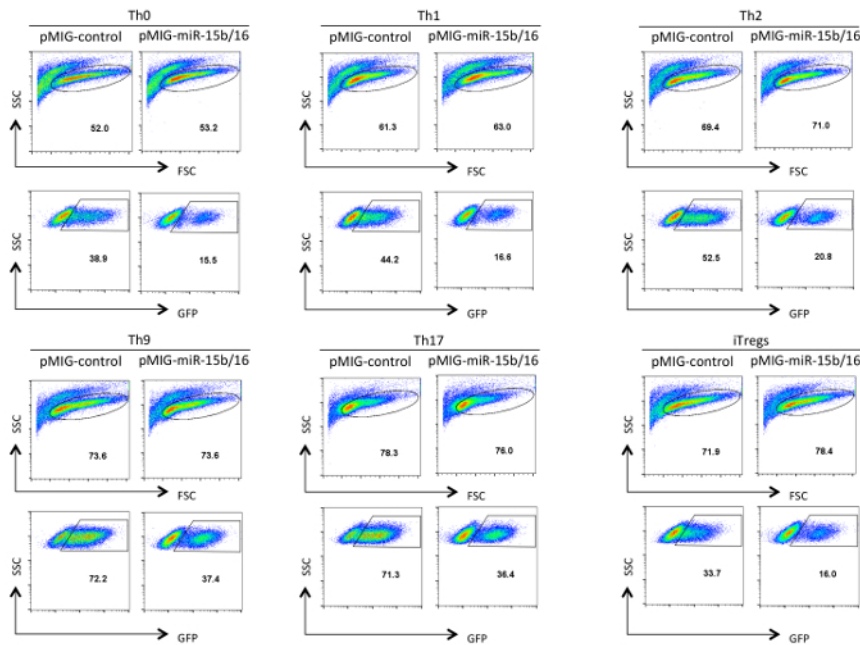 Th0 Th1 Th2
pMIG-control pMIG-miR-15b/16 pMIG-control pMIG-miR-15b/16 pMIG-control pMIG-miR-15b/16
SSC SSC SSC
52.0 53.2 61.3 63.0 69.4 71.0
FSC FSC FSC
SSC SSC SSC
38.9 15.5 44.2 16.6 52.5 20.8
GFP GFP GFP
Th9 Th17 iTregs
pMIG-control pMIG-miR-15b/16 pMIG-control pMIG-miR-15b/16 pMIG-control pMIG-miR-15b/16
SSC SSC SSC
73.6 73.6 78.3 76.0 71.9 78.4
FSC FSC FSC
SSC SSC SSC
72.2 37.4 71.3 36.4 33.7 16.0
GFP GFP GFP